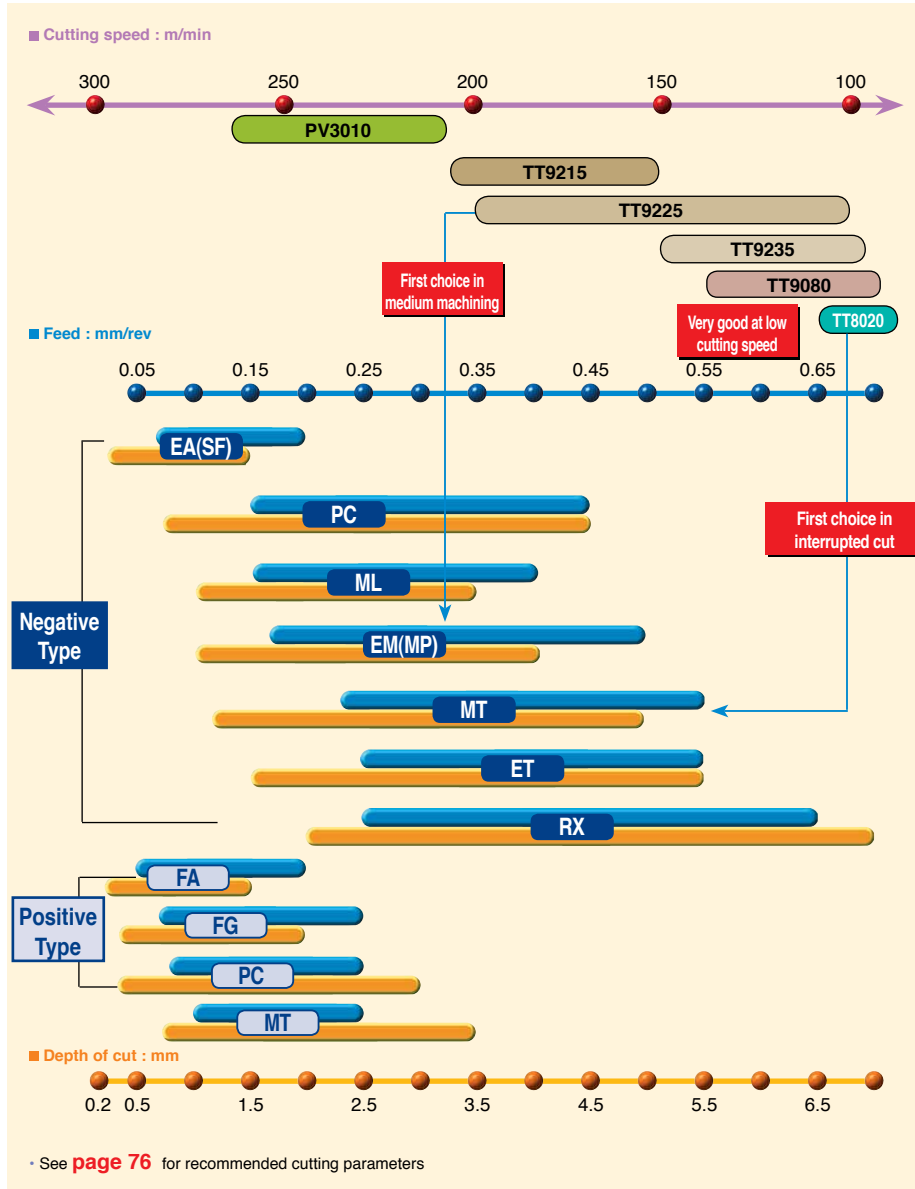 Cutting speed : m/min
300 250 200 150 100
PV3010
TT9215
TT9225
TT9235
TT9080
First choice in
medium machining
Very good at low
cutting speed
TT8020
Feed : mm/rev
0.05 0.15 0.25 0.35 0.45 0.55 0.65
EA(SF)
PC
First choice in
interrupted cut
ML
Negative
Type
EM(MP)
MT
ET
RX
FA
Positive
Type
FG
PC
MT
Depth of cut : mm
0.2 0.5 1.5 2.5 3.5 4.5 5.5 6.5
• See page 76 for recommended cutting parameters